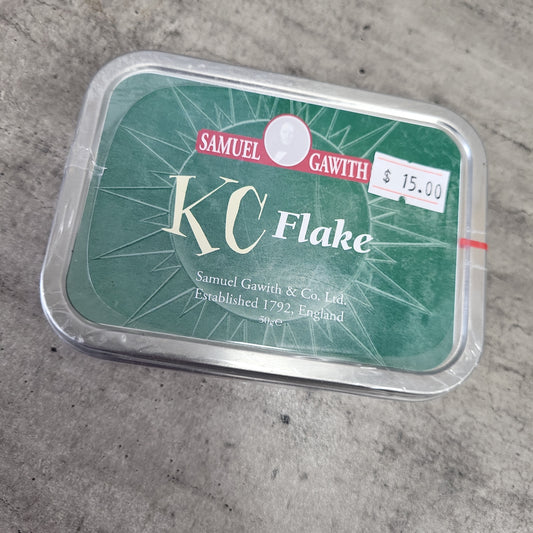 SAMUEL GAWITH
$ 15.00
KC Flake
Samuel Gawith & Co. Ltd.
Established 1792, England
50g℮